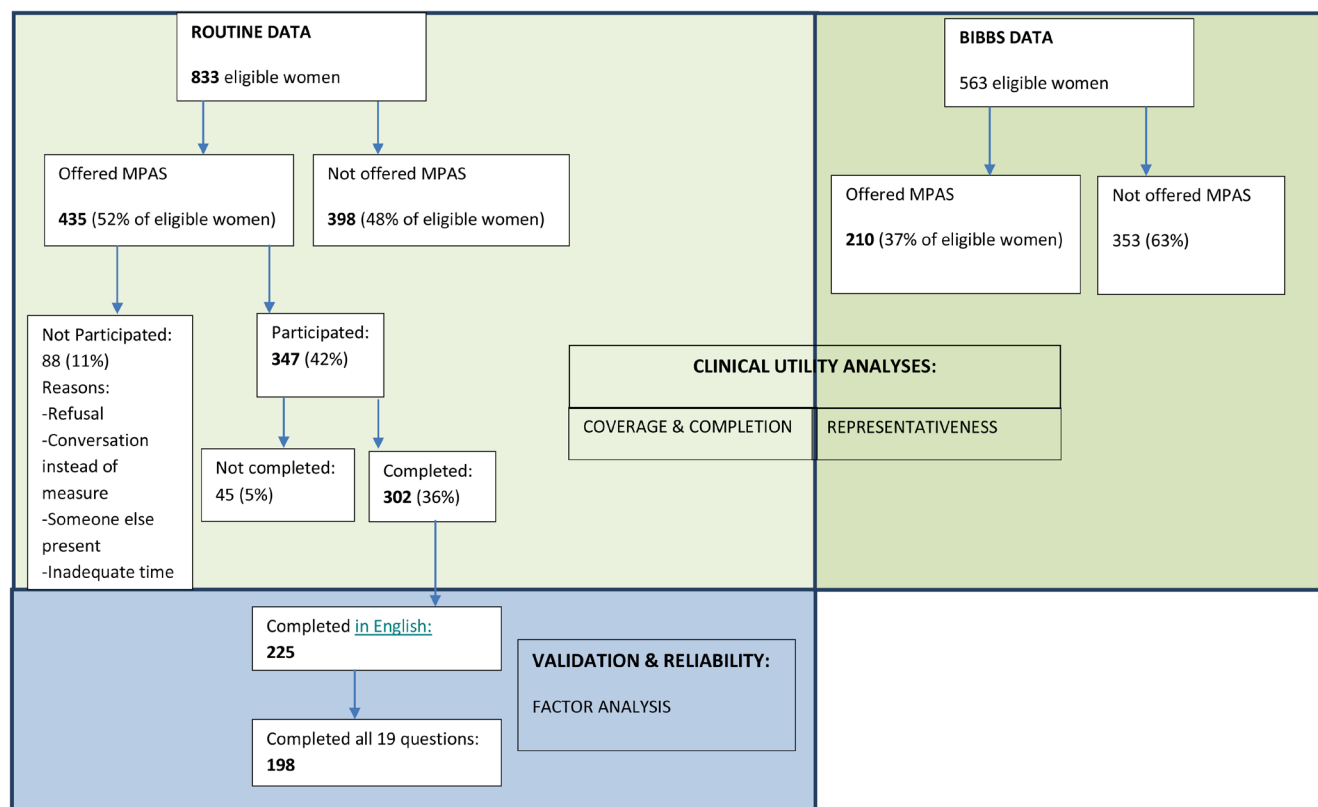 ROUTINE DATA
833 eligible women
Offered MPAS
435 (52% of eligible women)
Not offered MPAS
398 (48% of eligible women)
Not Participated:
88 (11%)
Reasons:
-Refusal
-Conversation
instead of
measure
-Someone else
present
-Inadequate time
Participated:
347 (42%)
Not completed:
45 (5%)
Completed:
302 (36%)
BIBBS DATA
563 eligible women
Offered MPAS
210 (37% of eligible women)
Not offered MPAS
353 (63%)
CLINICAL UTILITY ANALYSES:
COVERAGE & COMPLETION
REPRESENTATIVENESS
Completed in English:
225
Completed all 19 questions:
198
VALIDATION & RELIABILITY:
FACTOR ANALYSIS